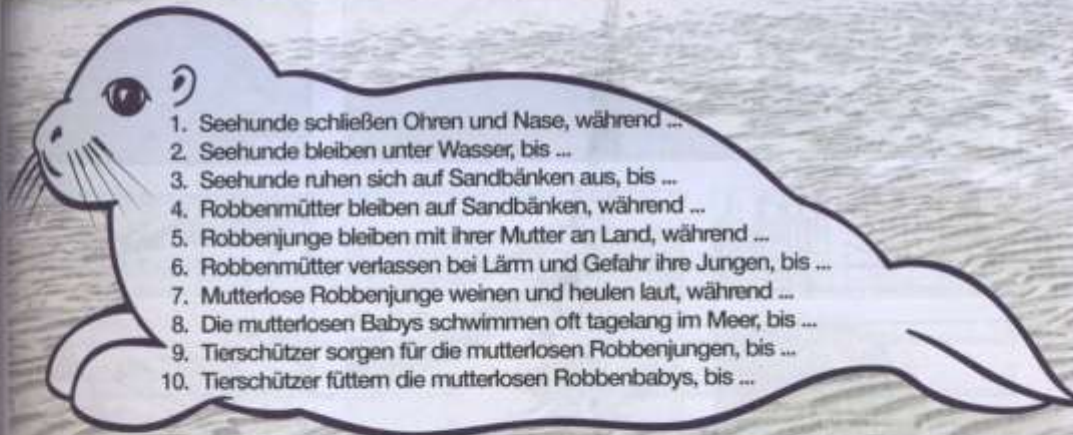 1. Seehunde schließen Ohren und Nase, während ...
2. Seehunde bleiben unter Wasser, bis ...
3. Seehunde ruhen sich auf Sandbänken aus, bis ...
4. Robbenmütter bleiben auf Sandbänken, während ...
5. Robbenjunge bleiben mit ihrer Mutter an Land, während ...
6. Robbenmütter verlassen bei Lärm und Gefahr ihre Jungen, bis ...
7. Mutterlose Robbenjunge weinen und heulen laut, während ...
8. Die mutterlosen Babys schwimmen oft tagelang im Meer, bis ...
9. Tierschützer sorgen für die mutterlosen Robbenjungen, bis ...
10. Tierschützer füttern die mutterlosen Robbenbabys, bis ...